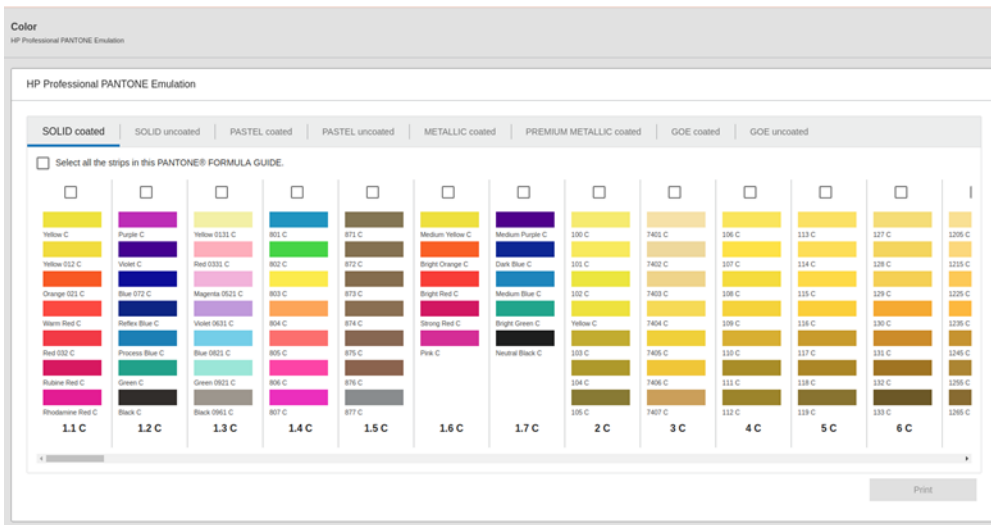 Color
HP Professional PANTONE Emulation
HP Professional PANTONE Emulation
SOLID coated SOLID uncoated PASTEL coated PASTEL uncoated METALLIC coated PREMIUM METALLIC coated GOE coated GOE uncoated
Select all the strips in this PANTONE® FORMULA GUIDE.
Yellow C Purple C Yellow 0131 C 801 C 871 C Medium Yellow C Medium Purple C 100 C 7401 C 106 C 113 C 127 C 1205 C
Yellow 012 C Violet C Red 0331 C 802 C 872 C Bright Orange C Dark Blue C 101 C 7402 C 107 C 114 C 128 C 1215 C
Orange 021 C Blue 072 C Magenta 0521 C 803 C 873 C Bright Red C Medium Blue C 102 C 7403 C 108 C 115 C 129 C 1225 C
Warm Red C Reflex Blue C Violet 0631 C 804 C 874 C Strong Red C Bright Green C Yellow C 7404 C 109 C 116 C 130 C 1235 C
Red 032 C Process Blue C Blue 0821 C 805 C 875 C Pink C Neutral Black C 103 C 7405 C 110 C 117 C 131 C 1245 C
Rubine Red C Green C Green 0921 C 806 C 876 C 104 C 7406 C 111 C 118 C 132 C 1255 C
Rhodamine Red C Black C Black 0961 C 807 C 877 C 105 C 7407 C 112 C 119 C 133 C 1265 C
1.1 C 1.2 C 1.3 C 1.4 C 1.5 C 1.6 C 1.7 C 2 C 3 C 4 C 5 C 6 C
Print